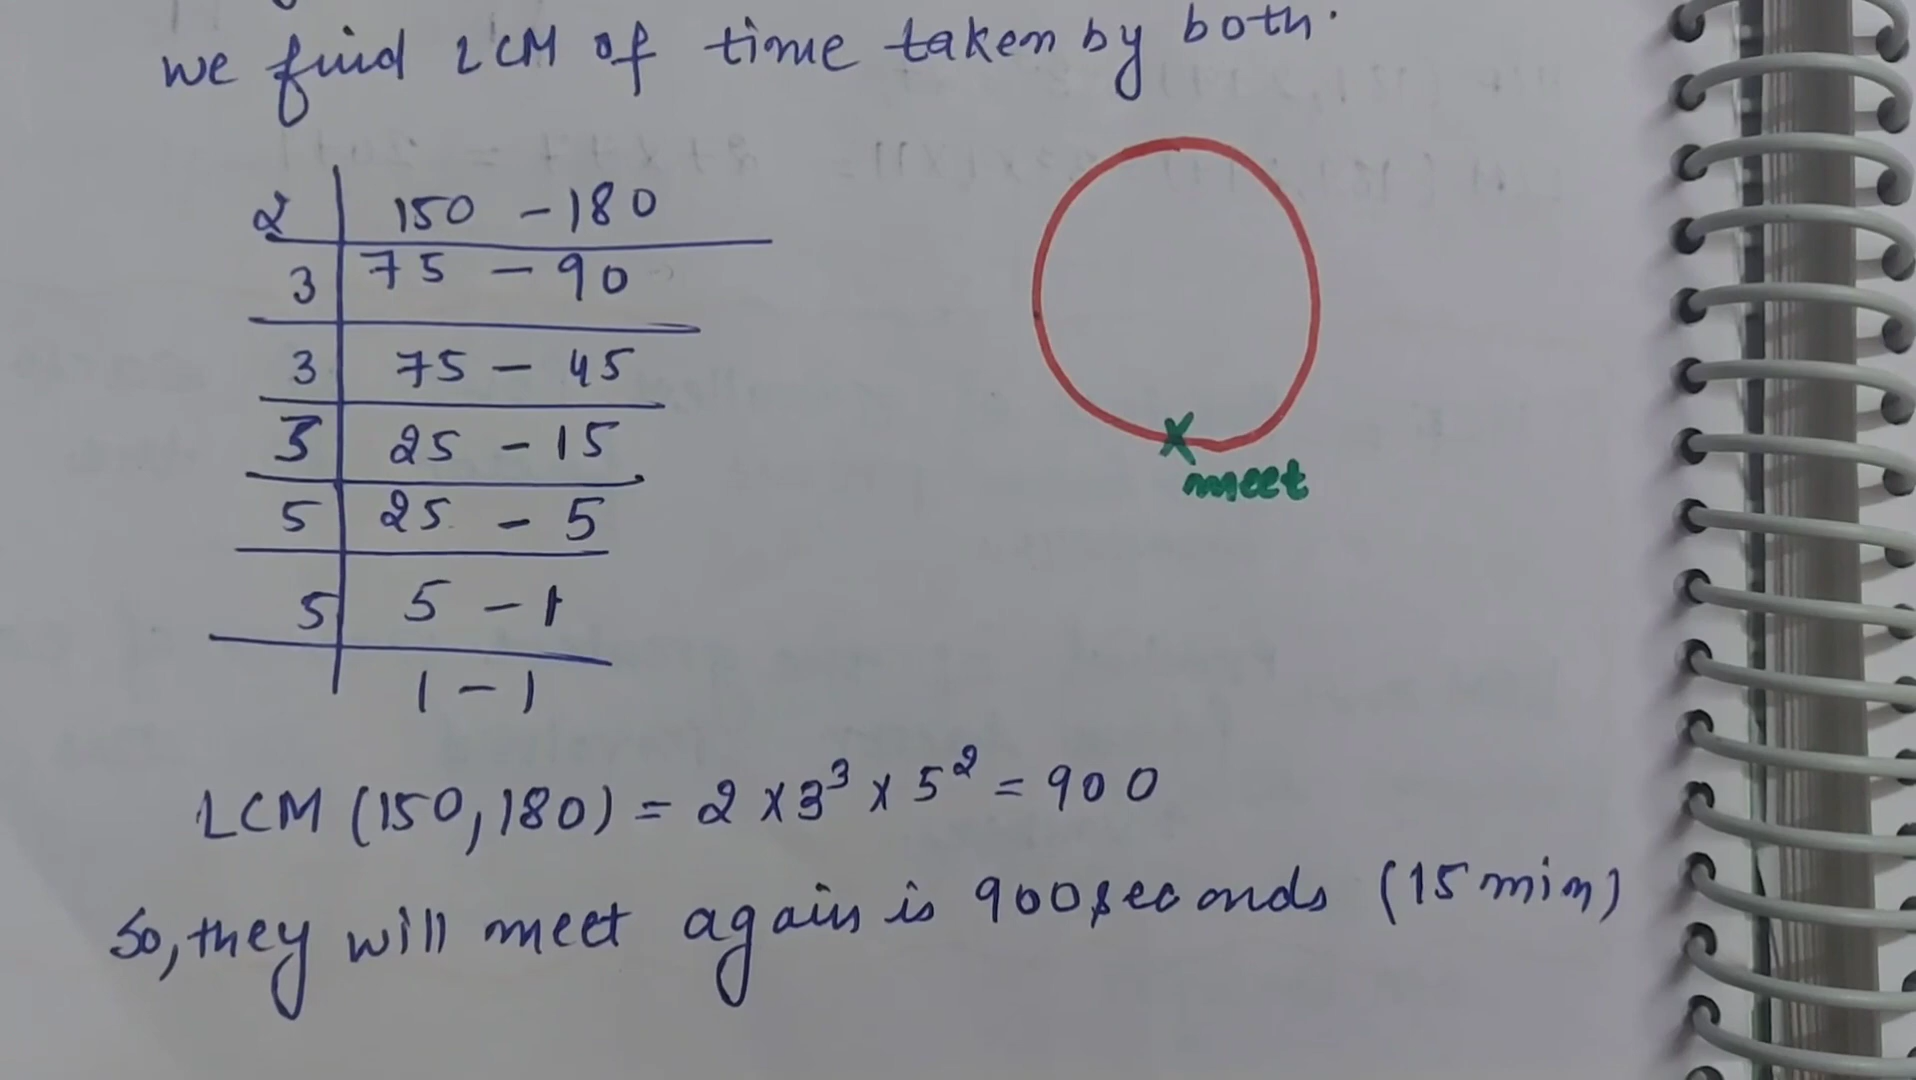 we find LCM of time taken by both.
2 | 150 - 180
3 | 75 - 90
3 | 75 - 45
3 | 25 - 15
5 | 25 - 5
5 | 5 - 1
1 - 1
meet
LCM (150, 180) = 2 x 3³ x 5² = 900
So, they will meet again is 900 seconds (15 min)